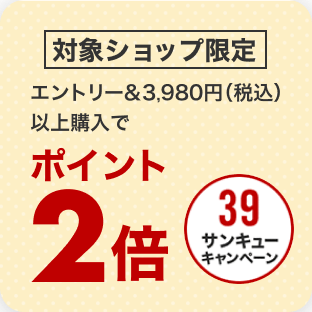 対象ショップ限定
エントリー&3,980円(税込)
以上購入で
ポイント
2倍
39
サンキュー
キャンペーン